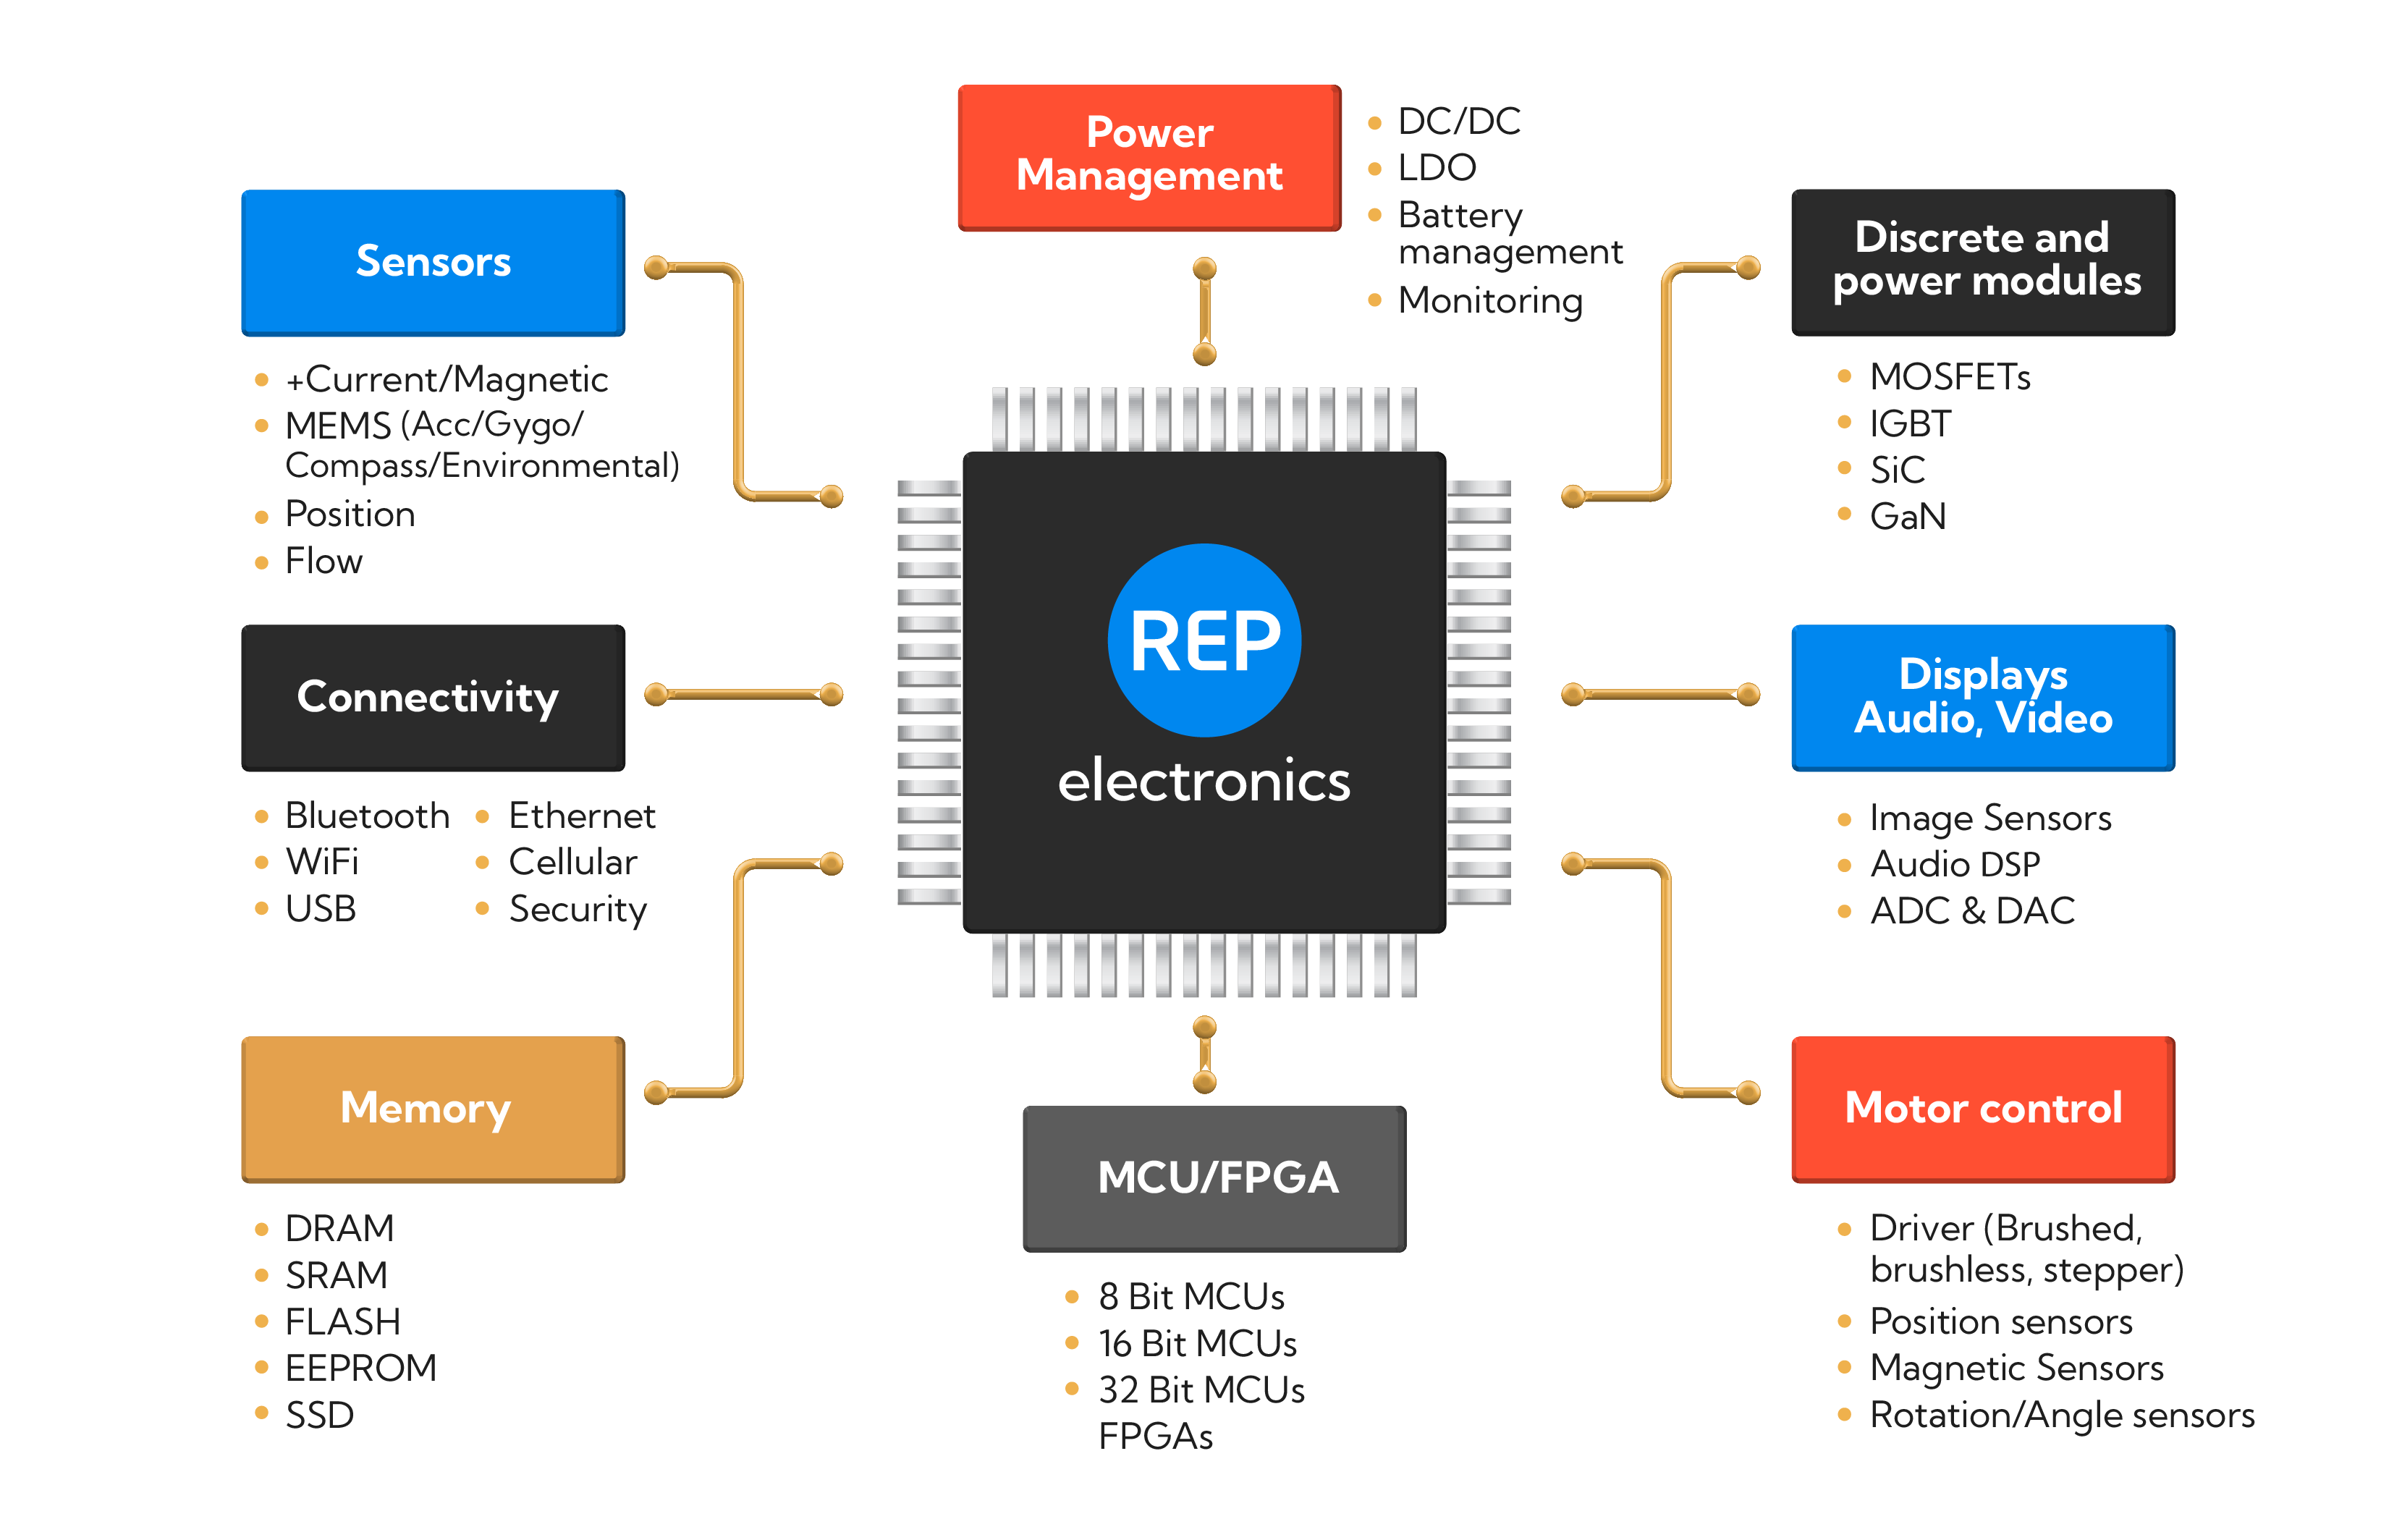 Power
Management
DC/DC
LDO
Battery
management
Monitoring
Sensors
+Current/Magnetic
MEMS (Acc/Gygo/
Compass/Environmental)
Position
Flow
Discrete and
power modules
MOSFETs
IGBT
SiC
GaN
REP
electronics
Connectivity
Bluetooth
WiFi
USB
Ethernet
Cellular
Security
Displays
Audio, Video
Image Sensors
Audio DSP
ADC & DAC
Memory
DRAM
SRAM
FLASH
EEPROM
SSD
MCU/FPGA
8 Bit MCUs
16 Bit MCUs
32 Bit MCUs
FPGAs
Motor control
Driver (Brushed,
brushless, stepper)
Position sensors
Magnetic Sensors
Rotation/Angle sensors